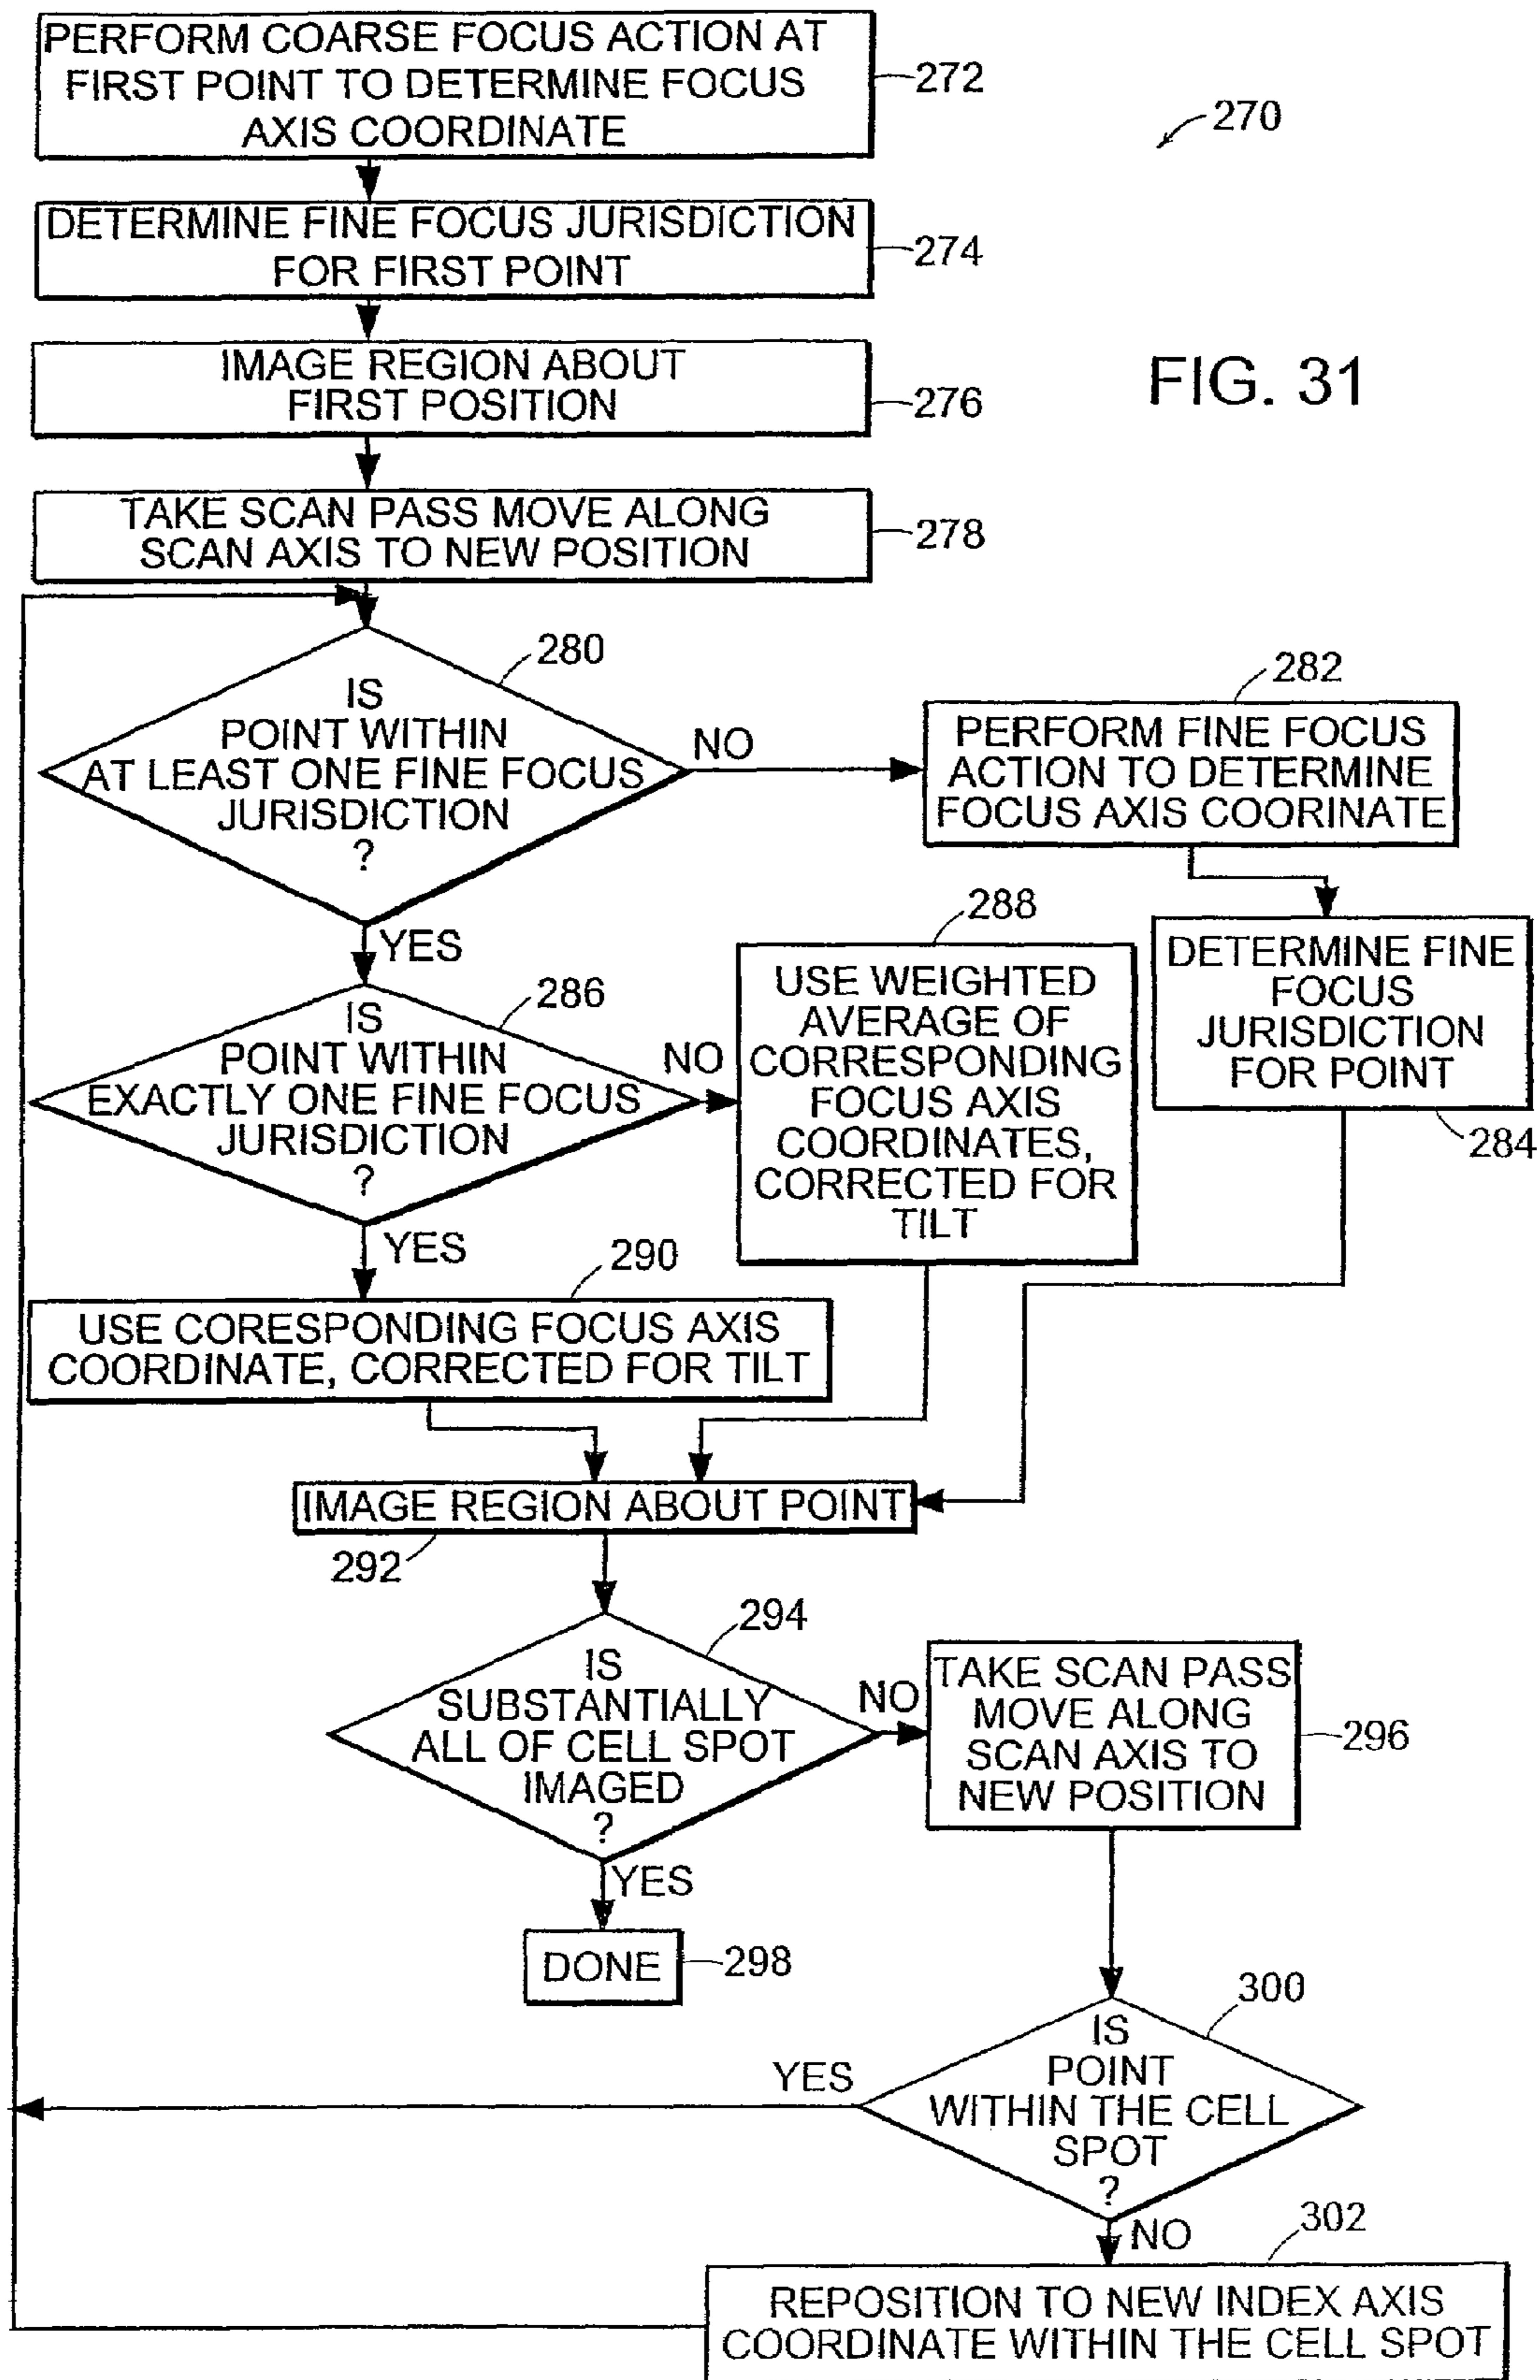 PERFORM COARSE FOCUS ACTION AT
FIRST POINT TO DETERMINE FOCUS
AXIS COORDINATE
272
270
DETERMINE FINE FOCUS JURISDICTION
FOR FIRST POINT
274
IMAGE REGION ABOUT
FIRST POSITION
276
FIG. 31
TAKE SCAN PASS MOVE ALONG
SCAN AXIS TO NEW POSITION
278
280
IS
POINT WITHIN
AT LEAST ONE FINE FOCUS
JURISDICTION
?
NO
282
PERFORM FINE FOCUS
ACTION TO DETERMINE
FOCUS AXIS COORINATE
YES
284
DETERMINE FINE
FOCUS
JURISDICTION
FOR POINT
286
IS
POINT WITHIN
EXACTLY ONE FINE FOCUS
JURISDICTION
?
NO
288
USE WEIGHTED
AVERAGE OF
CORRESPONDING
FOCUS AXIS
COORDINATES,
CORRECTED FOR
TILT
YES
290
USE CORESPONDING FOCUS AXIS
COORDINATE, CORRECTED FOR TILT
IMAGE REGION ABOUT POINT
292
294
IS
SUBSTANTIALLY
ALL OF CELL SPOT
IMAGED
?
NO
TAKE SCAN PASS
MOVE ALONG
SCAN AXIS TO
NEW POSITION
296
YES
DONE
298
300
IS
POINT
WITHIN THE CELL
SPOT
?
YES
NO
302
REPOSITION TO NEW INDEX AXIS
COORDINATE WITHIN THE CELL SPOT